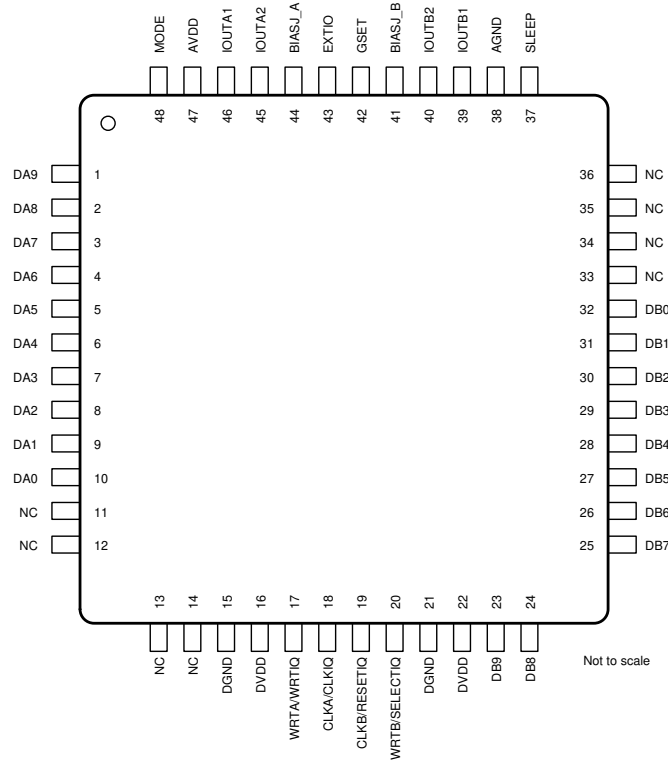 MODE
AVDD
IOUTA1
IOUTA2
BIASJ_A
EXTIO
GSET
BIASJ_B
IOUTB2
IOUTB1
AGND
SLEEP
48
47
46
45
44
43
42
41
40
39
38
37
DA9 1 36 NC
DA8 2 35 NC
DA7 3 34 NC
DA6 4 33 NC
DA5 5 32 DB0
DA4 6 31 DB1
DA3 7 30 DB2
DA2 8 29 DB3
DA1 9 28 DB4
DA0 10 27 DB5
NC 11 26 DB6
NC 12 25 DB7
13
14
15
16
17
18
19
20
21
22
23
24
NC
NC
DGND
DVDD
WRTA/WRTIQ
CLKA/CLKIQ
CLKB/RESETIQ
WRTB/SELECTIQ
DGND
DVDD
DB9
DB8
Not to scale